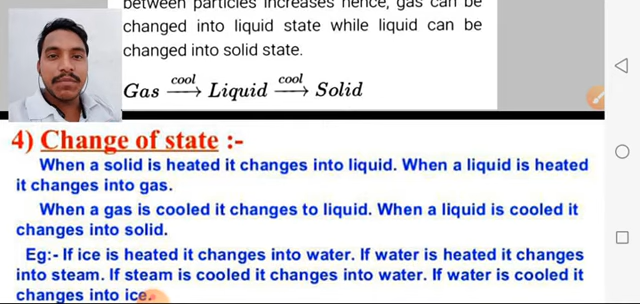 between particles increases hence, gas can be
changed into liquid state while liquid can be
changed into solid state.
Gas cool⟶ Liquid cool⟶ Solid
4) Change of state :-
When a solid is heated it changes into liquid. When a liquid is heated
it changes into gas.
When a gas is cooled it changes to liquid. When a liquid is cooled it
changes into solid.
Eg:- If ice is heated it changes into water. If water is heated it changes
into steam. If steam is cooled it changes into water. If water is cooled it
changes into ice.